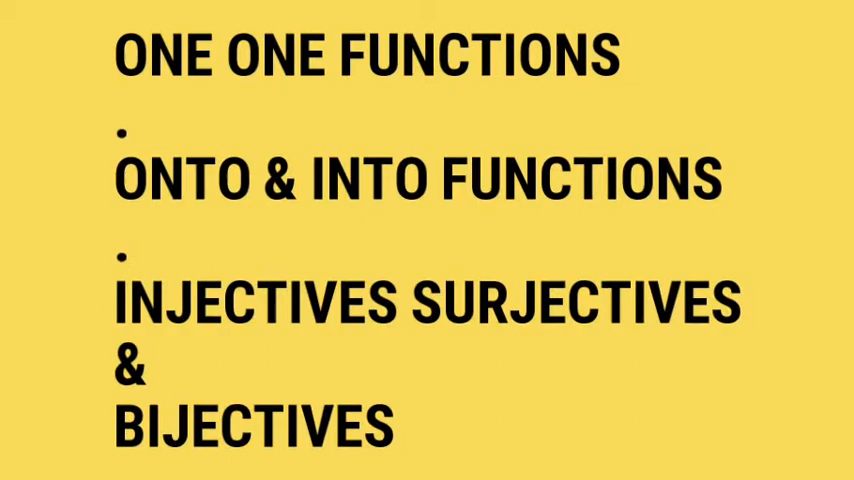 ONE ONE FUNCTIONS
.
ONTO & INTO FUNCTIONS
.
INJECTIVES SURJECTIVES
&
BIJECTIVES